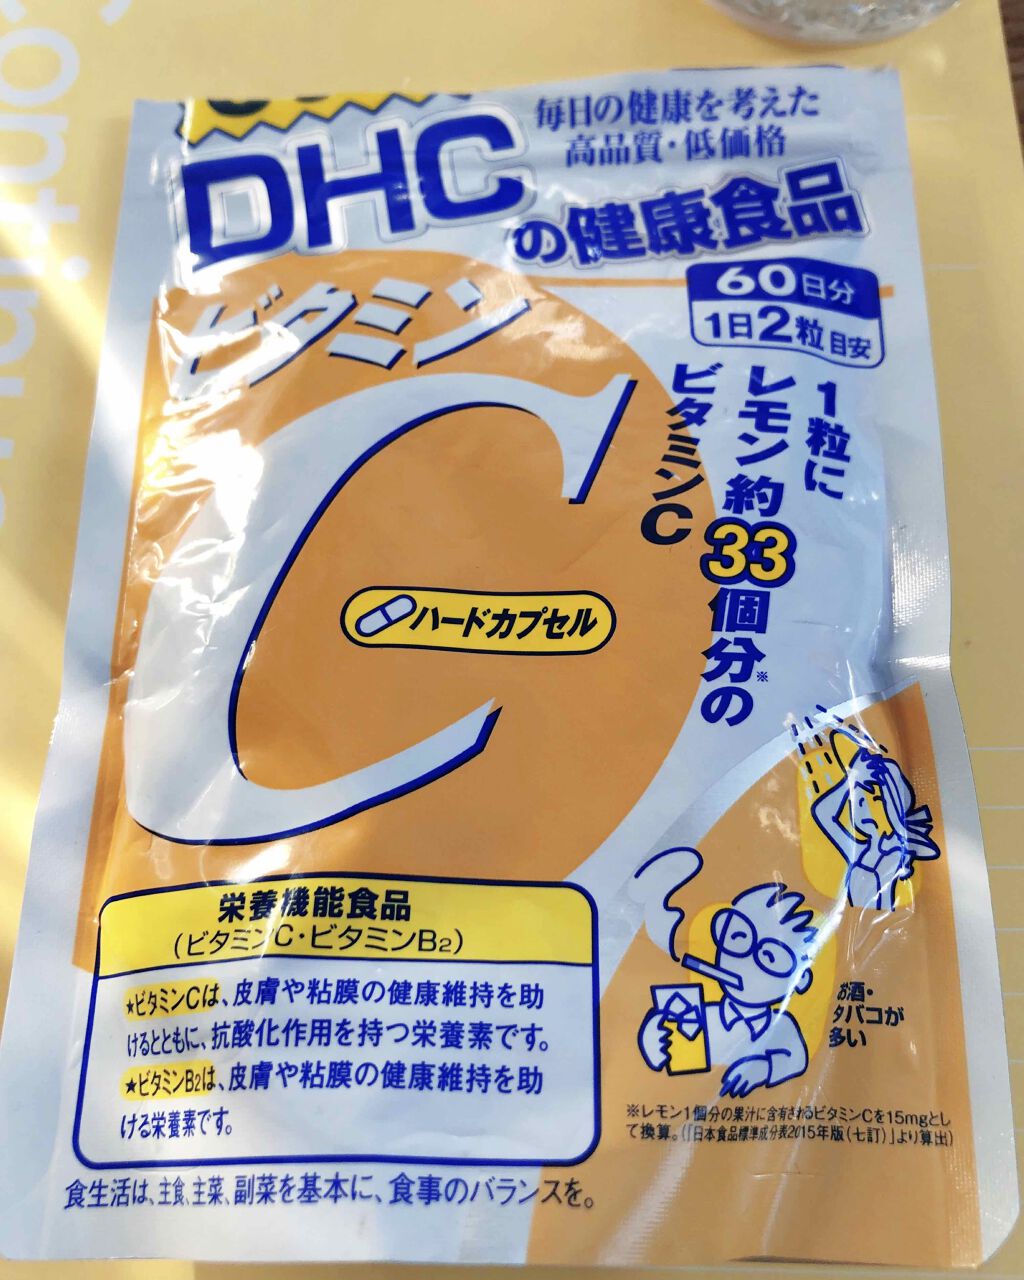 DHC
毎日の健康を考えた
高品質・低価格
の健康食品
60日分
1日2粒目安
ビタミン
C
1粒に
レモン約33個分の※
ビタミンC
ハードカプセル
栄養機能食品
(ビタミンC・ビタミンB2)
★ビタミンCは、皮膚や粘膜の健康維持を助
けるとともに、抗酸化作用を持つ栄養素です。
★ビタミンB2は、皮膚や粘膜の健康維持を助
ける栄養素です。
お酒・
タバコが
多い
※レモン1個分の果汁に含有されるビタミンCを15mgとし
て換算。(「日本食品標準成分表2015年版(七訂)」より算出)
食生活は、主食、主菜、副菜を基本に、食事のバランスを。